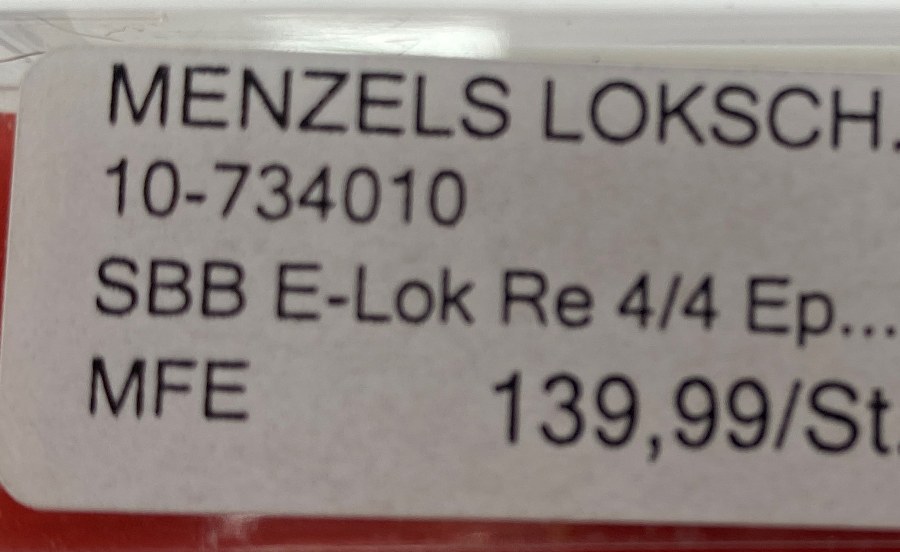 MENZELS LOKSCH.
10-734010
SBB E-Lok Re 4/4 Ep...
MFE 139,99/St.